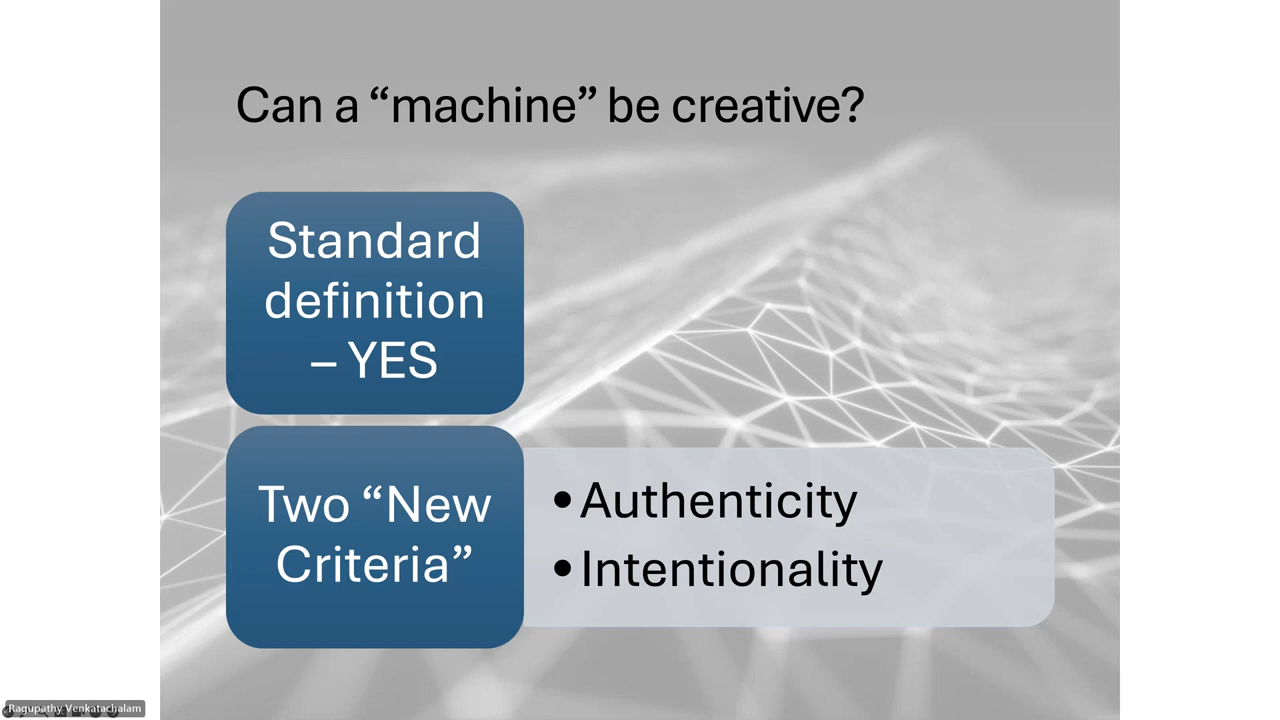 Can a “machine” be creative?
Standard
definition
– YES
Two “New
Criteria”
•Authenticity
•Intentionality
Ragupathy Venkatachalam